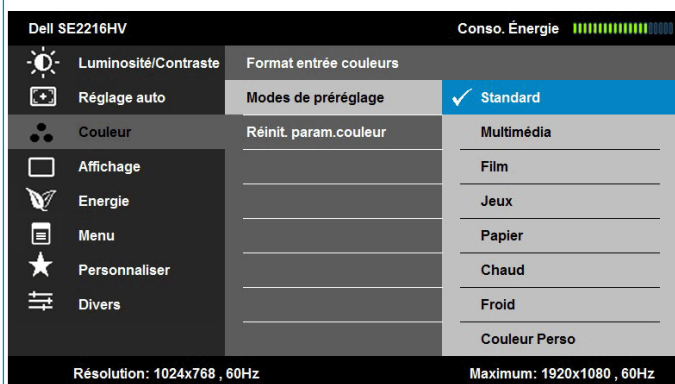 Dell SE2216HV Conso. Énergie
Luminosité/Contraste Format entrée couleurs
Réglage auto Modes de préréglage Standard
Couleur Réinit. param.couleur Multimédia
Affichage Film
Energie Jeux
Menu Papier
Personnaliser Chaud
Divers Froid
Couleur Perso
Résolution: 1024x768 , 60Hz Maximum: 1920x1080 , 60Hz